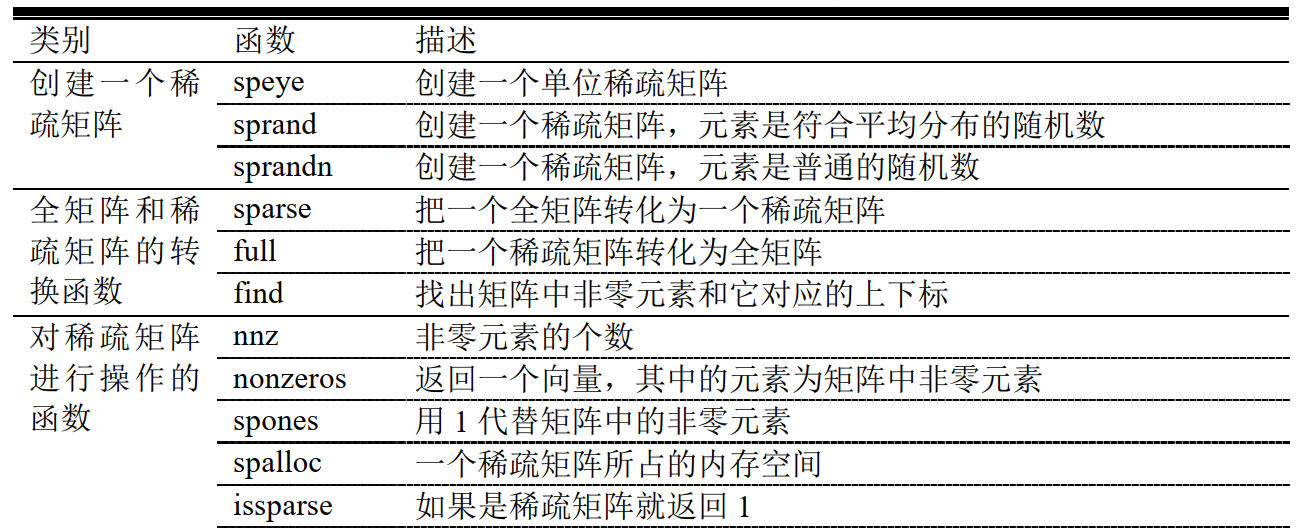 类别 函数 描述
创建一个稀 speye 创建一个单位稀疏矩阵
疏矩阵 sprand 创建一个稀疏矩阵，元素是符合平均分布的随机数
sprandn 创建一个稀疏矩阵，元素是普通的随机数
全矩阵和稀 sparse 把一个全矩阵转化为一个稀疏矩阵
疏矩阵的转 full 把一个稀疏矩阵转化为全矩阵
换函数 find 找出矩阵中非零元素和它对应的上下标
对稀疏矩阵 nnz 非零元素的个数
进行操作的 nonzeros 返回一个向量，其中的元素为矩阵中非零元素
函数 spones 用 1 代替矩阵中的非零元素
spalloc 一个稀疏矩阵所占的内存空间
issparse 如果是稀疏矩阵就返回 1